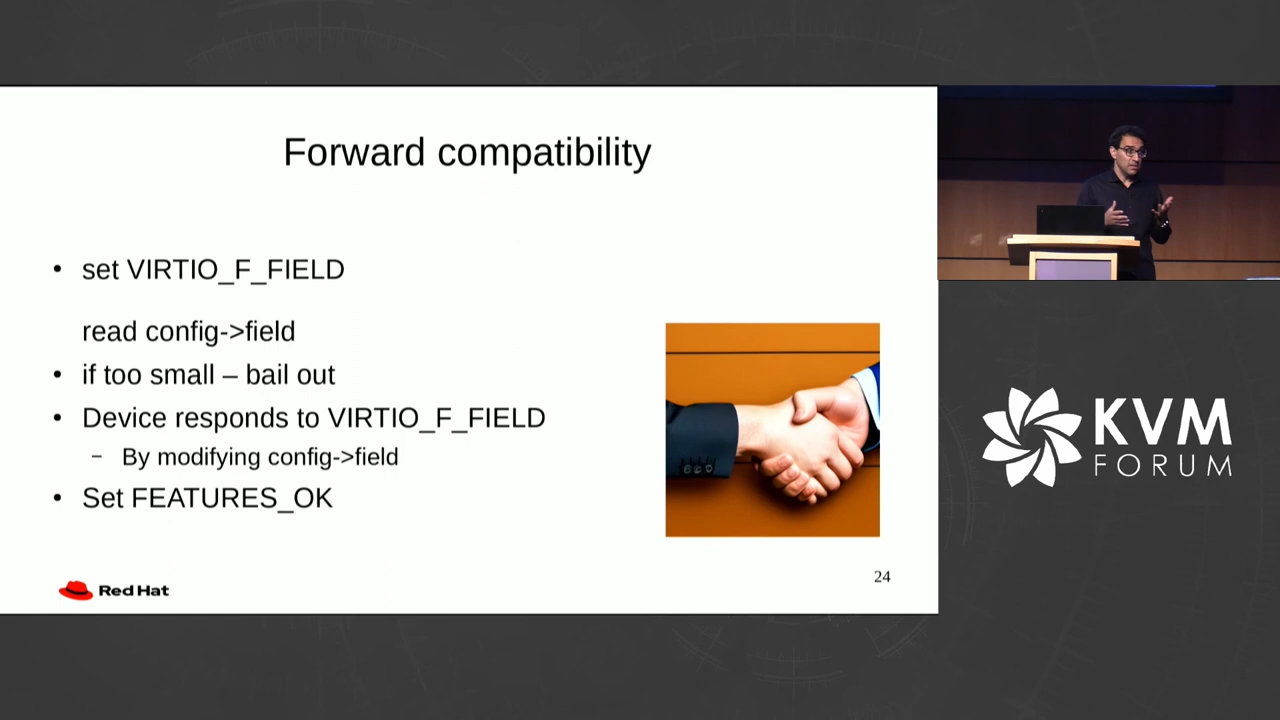 Forward compatibility
• set VIRTIO_F_FIELD
read config->field
• if too small – bail out
• Device responds to VIRTIO_F_FIELD
– By modifying config->field
• Set FEATURES_OK
Red Hat
24
KVM
FORUM